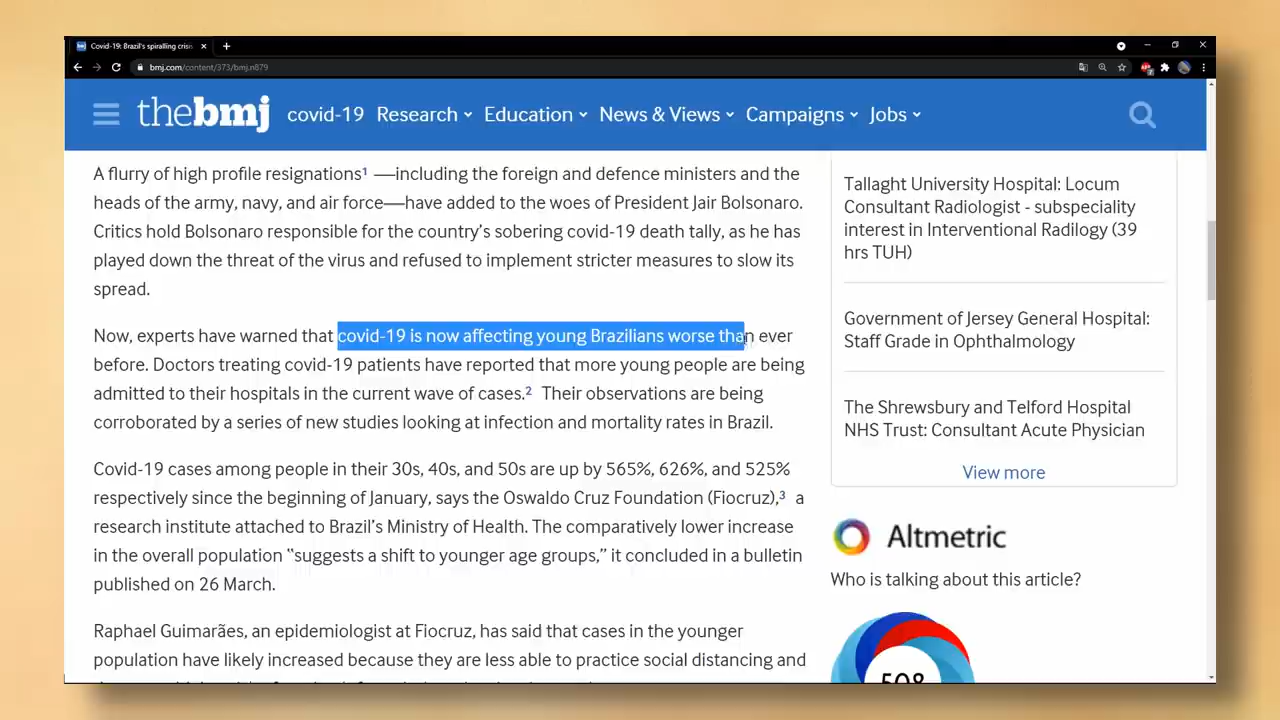 Covid-19: Brazil's spiralling crisis
bmj.com/content/373/bmj.n879
thebmj
covid-19 Research Education News & Views Campaigns Jobs
A flurry of high profile resignations1 —including the foreign and defence ministers and the
heads of the army, navy, and air force—have added to the woes of President Jair Bolsonaro.
Critics hold Bolsonaro responsible for the country's sobering covid-19 death tally, as he has
played down the threat of the virus and refused to implement stricter measures to slow its
spread.
Now, experts have warned that covid-19 is now affecting young Brazilians worse than ever
before. Doctors treating covid-19 patients have reported that more young people are being
admitted to their hospitals in the current wave of cases.2 Their observations are being
corroborated by a series of new studies looking at infection and mortality rates in Brazil.
Covid-19 cases among people in their 30s, 40s, and 50s are up by 565%, 626%, and 525%
respectively since the beginning of January, says the Oswaldo Cruz Foundation (Fiocruz),3 a
research institute attached to Brazil's Ministry of Health. The comparatively lower increase
in the overall population "suggests a shift to younger age groups," it concluded in a bulletin
published on 26 March.
Raphael Guimarães, an epidemiologist at Fiocruz, has said that cases in the younger
population have likely increased because they are less able to practice social distancing and
Tallaght University Hospital: Locum
Consultant Radiologist - subspeciality
interest in Interventional Radilogy (39
hrs TUH)
Government of Jersey General Hospital:
Staff Grade in Ophthalmology
The Shrewsbury and Telford Hospital
NHS Trust: Consultant Acute Physician
View more
Altmetric
Who is talking about this article?
508